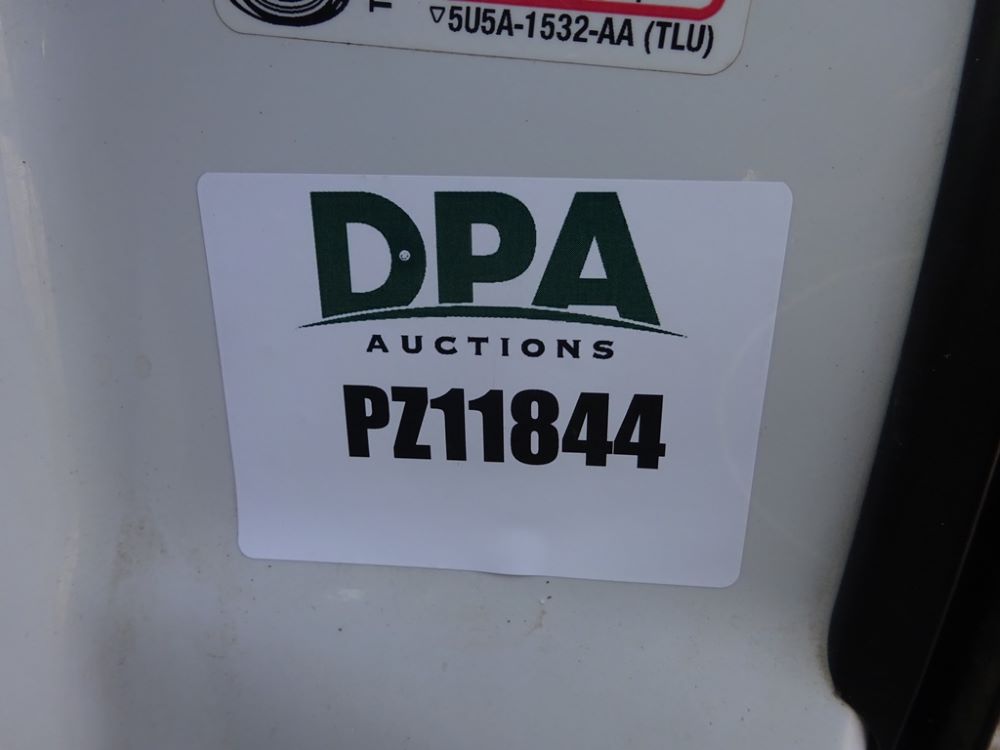 ▽5U5A-1532-AA (TLU)
DPA
AUCTIONS
PZ11844